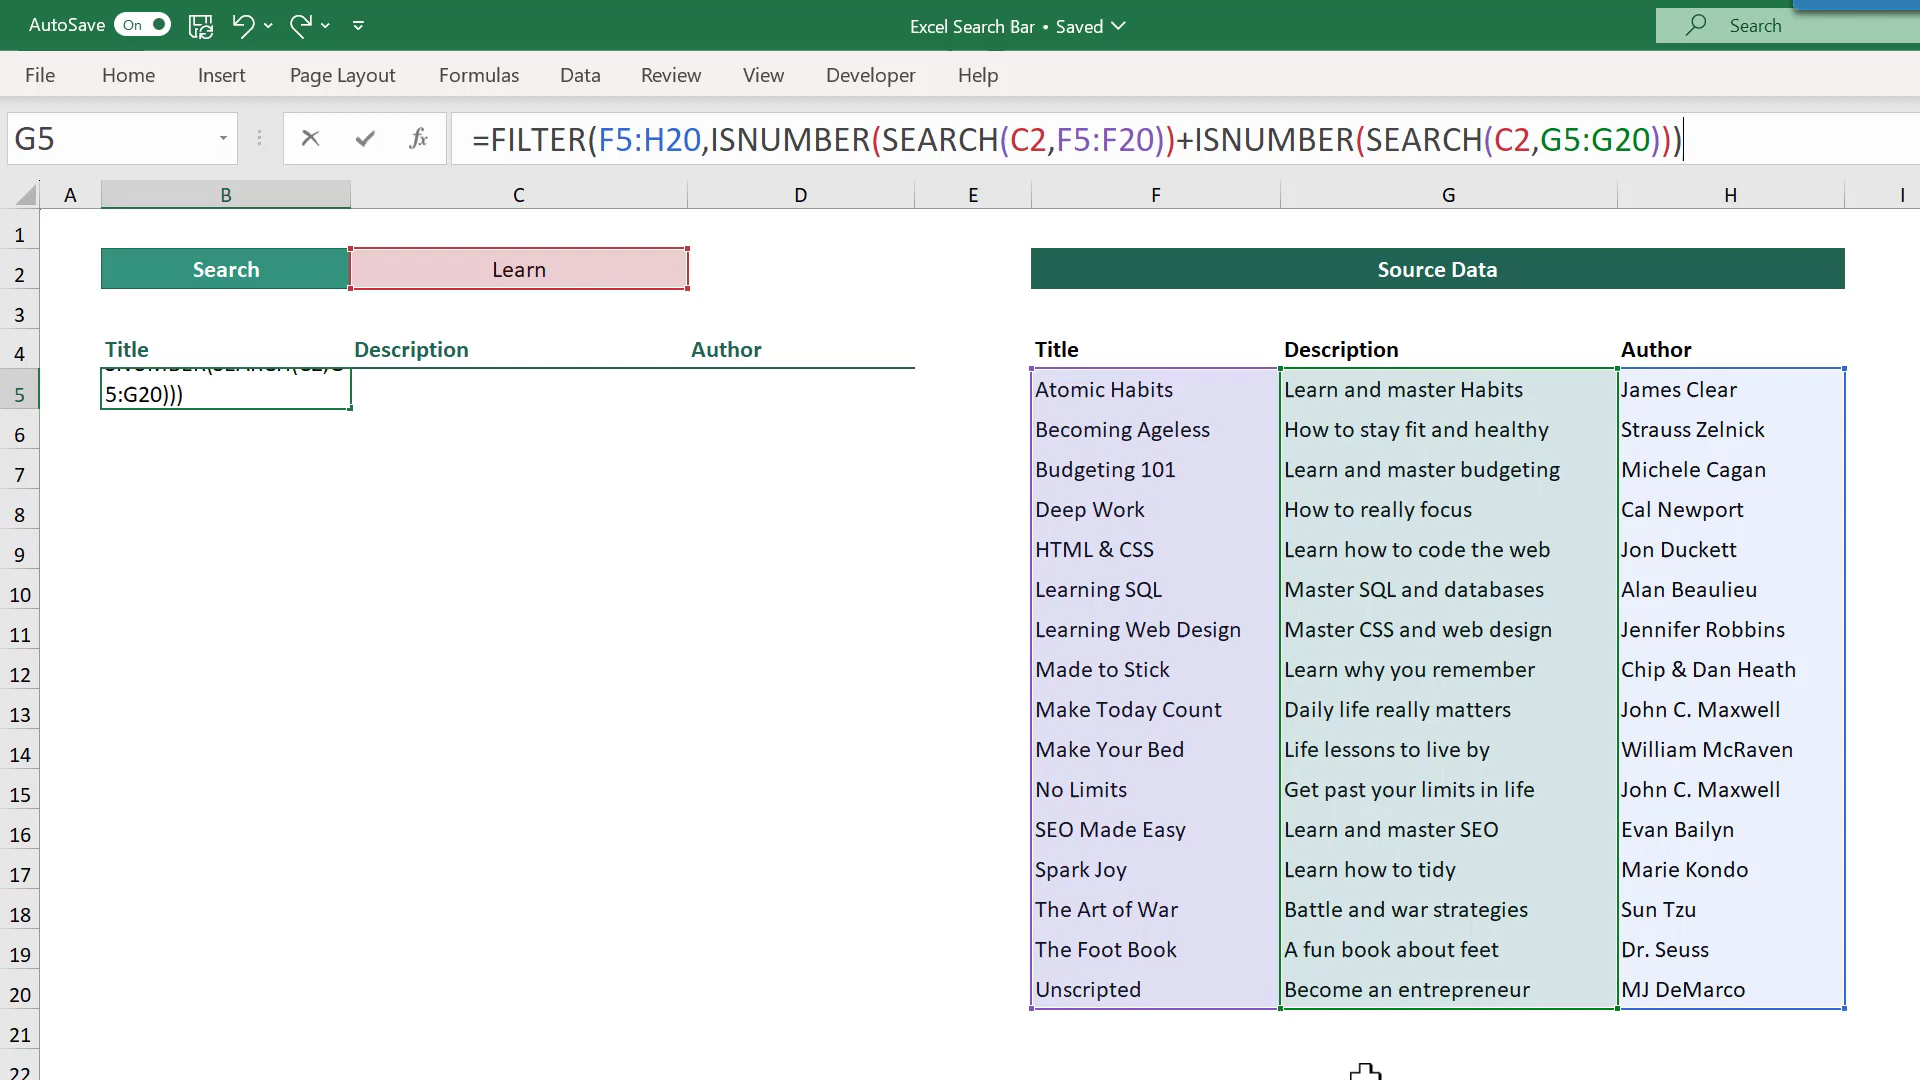 AutoSave On
Excel Search Bar • Saved
Search
File Home Insert Page Layout Formulas Data Review View Developer Help
G5
fx
=FILTER(F5:H20,ISNUMBER(SEARCH(C2,F5:F20))+ISNUMBER(SEARCH(C2,G5:G20)))
A B C D E F G H I
1
2 Search Learn Source Data
3
4 Title Description Author Title Description Author
SNUMBER(SEARCH(C2,G
5 5:G20))) Atomic Habits Learn and master Habits James Clear
6 Becoming Ageless How to stay fit and healthy Strauss Zelnick
7 Budgeting 101 Learn and master budgeting Michele Cagan
8 Deep Work How to really focus Cal Newport
9 HTML & CSS Learn how to code the web Jon Duckett
10 Learning SQL Master SQL and databases Alan Beaulieu
11 Learning Web Design Master CSS and web design Jennifer Robbins
12 Made to Stick Learn why you remember Chip & Dan Heath
13 Make Today Count Daily life really matters John C. Maxwell
14 Make Your Bed Life lessons to live by William McRaven
15 No Limits Get past your limits in life John C. Maxwell
16 SEO Made Easy Learn and master SEO Evan Bailyn
17 Spark Joy Learn how to tidy Marie Kondo
18 The Art of War Battle and war strategies Sun Tzu
19 The Foot Book A fun book about feet Dr. Seuss
20 Unscripted Become an entrepreneur MJ DeMarco
21
22